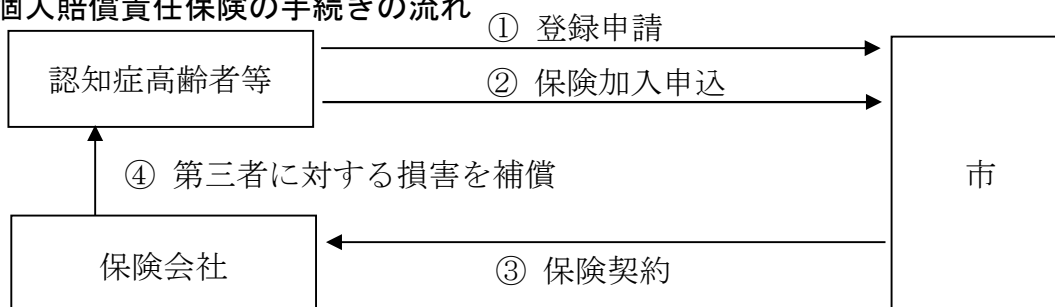 個人賠償責任保険の手続きの流れ
① 登録申請
認知症高齢者等
② 保険加入申込
④ 第三者に対する損害を補償
市
保険会社
③ 保険契約